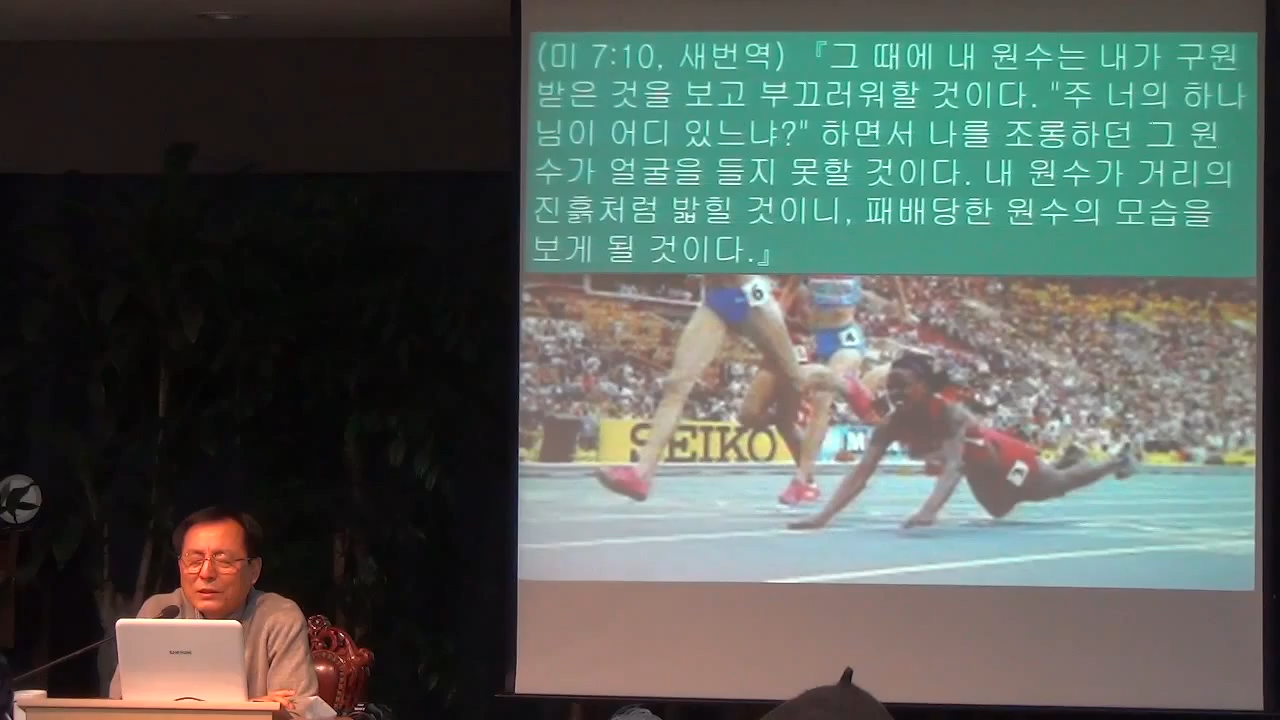 (미 7:10, 새번역) 『그 때에 내 원수는 내가 구원
받은 것을 보고 부끄러워할 것이다. "주 너의 하나
님이 어디 있느냐?" 하면서 나를 조롱하던 그 원
수가 얼굴을 들지 못할 것이다. 내 원수가 거리의
진흙처럼 밟힐 것이니, 패배당한 원수의 모습을
보게 될 것이다.』
6
4
SEIKO